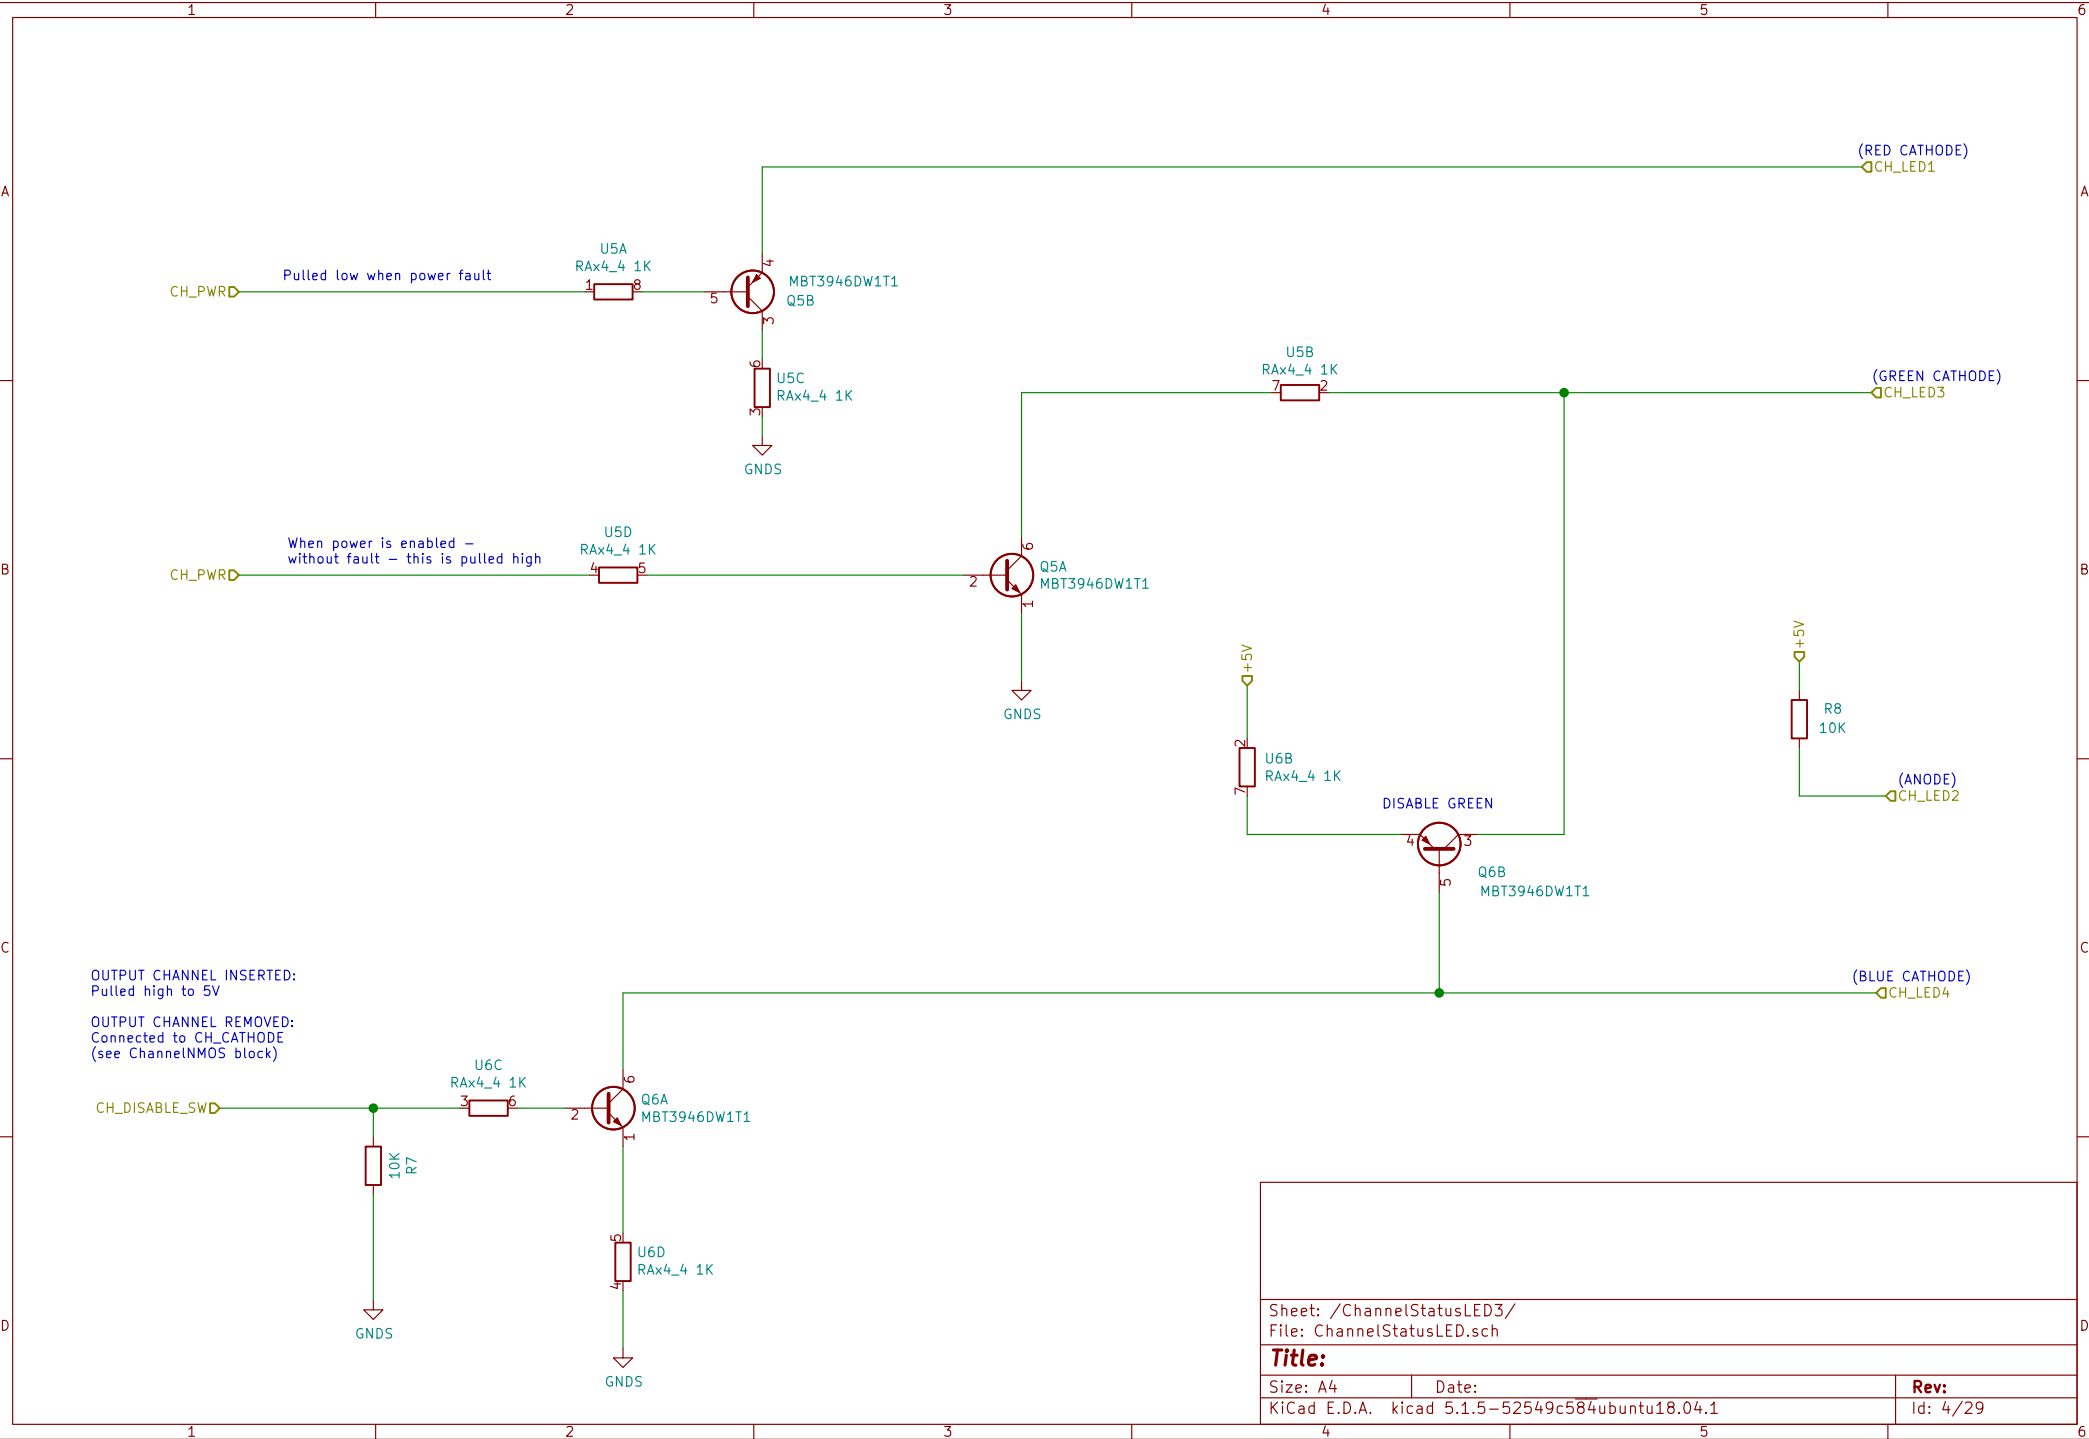 1 2 3 4 5 6
(RED CATHODE)
CH_LED1
A A
U5A
RAx4_4 1K
Pulled low when power fault
CH_PWR
1 8
5
4
3
MBT3946DW1T1
Q5B
6
U5C
RAx4_4 1K
3
GNDS
U5B
RAx4_4 1K
7 2
(GREEN CATHODE)
CH_LED3
When power is enabled –
without fault – this is pulled high
U5D
RAx4_4 1K
B B
CH_PWR
4 5
2
6
Q5A
MBT3946DW1T1
1
GNDS
+5V
2
U6B
RAx4_4 1K
7
+5V
R8
10K
(ANODE)
CH_LED2
DISABLE GREEN
4 3
5
Q6B
MBT3946DW1T1
C C
(BLUE CATHODE)
CH_LED4
OUTPUT CHANNEL INSERTED:
Pulled high to 5V
OUTPUT CHANNEL REMOVED:
Connected to CH_CATHODE
(see ChannelNMOS block)
U6C
RAx4_4 1K
CH_DISABLE_SW
3 6
2
6
Q6A
MBT3946DW1T1
1
10K
R7
GNDS
5
U6D
RAx4_4 1K
4
GNDS
D D
Sheet: /ChannelStatusLED3/
File: ChannelStatusLED.sch
Title:
Size: A4 Date: Rev:
KiCad E.D.A. kicad 5.1.5-52549c584ubuntu18.04.1 Id: 4/29
1 2 3 4 5 6